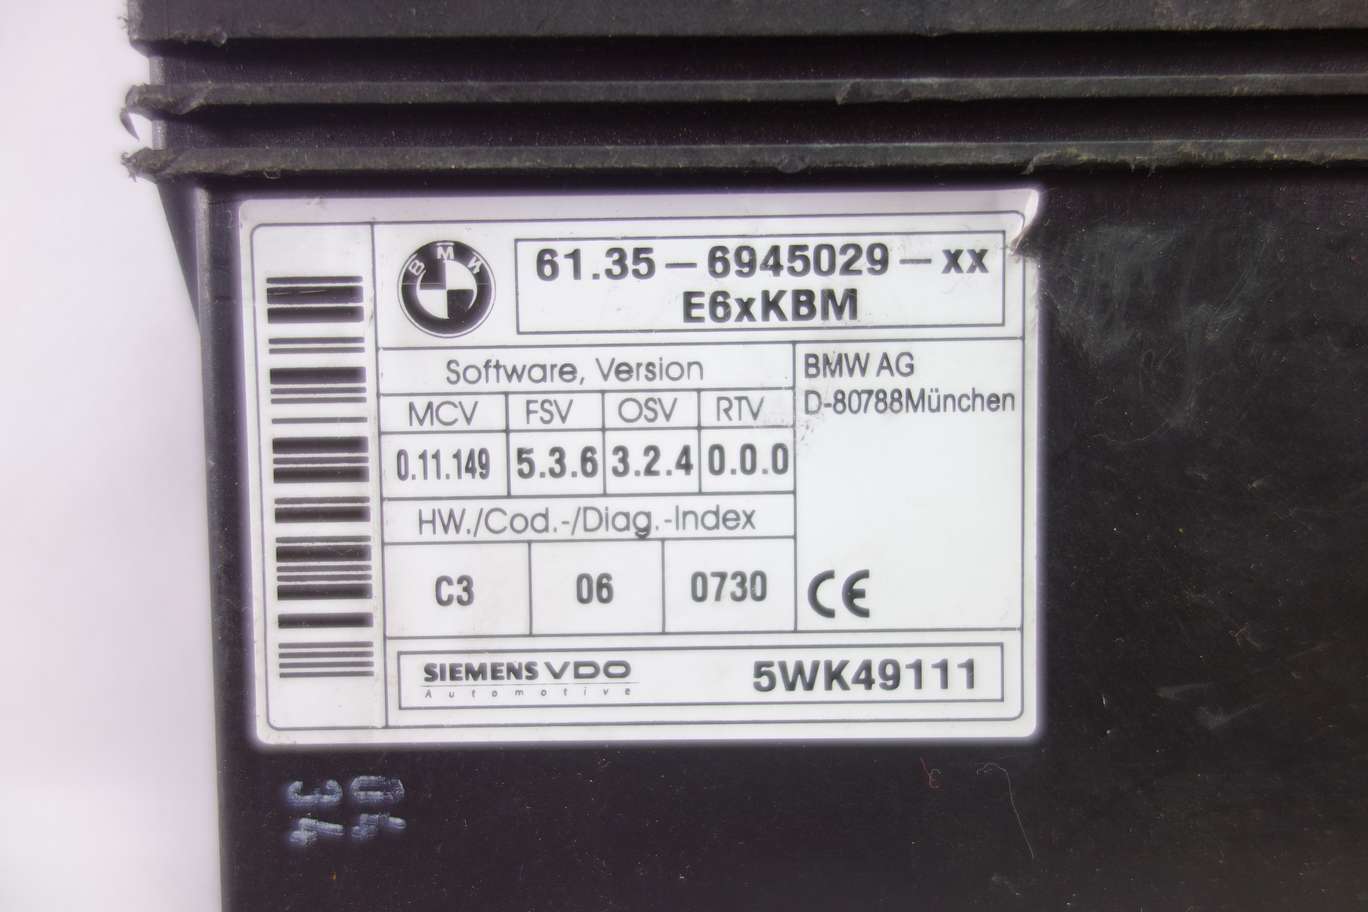 BMW
61.35-6945029-xx
E6xKBM
Software, Version
BMW AG
D-80788München
MCV FSV OSV RTV
0.11.149 5.3.6 3.2.4 0.0.0
HW./Cod.-/Diag.-Index
C3 06 0730
CE
SIEMENS VDO
Automotive
5WK49111